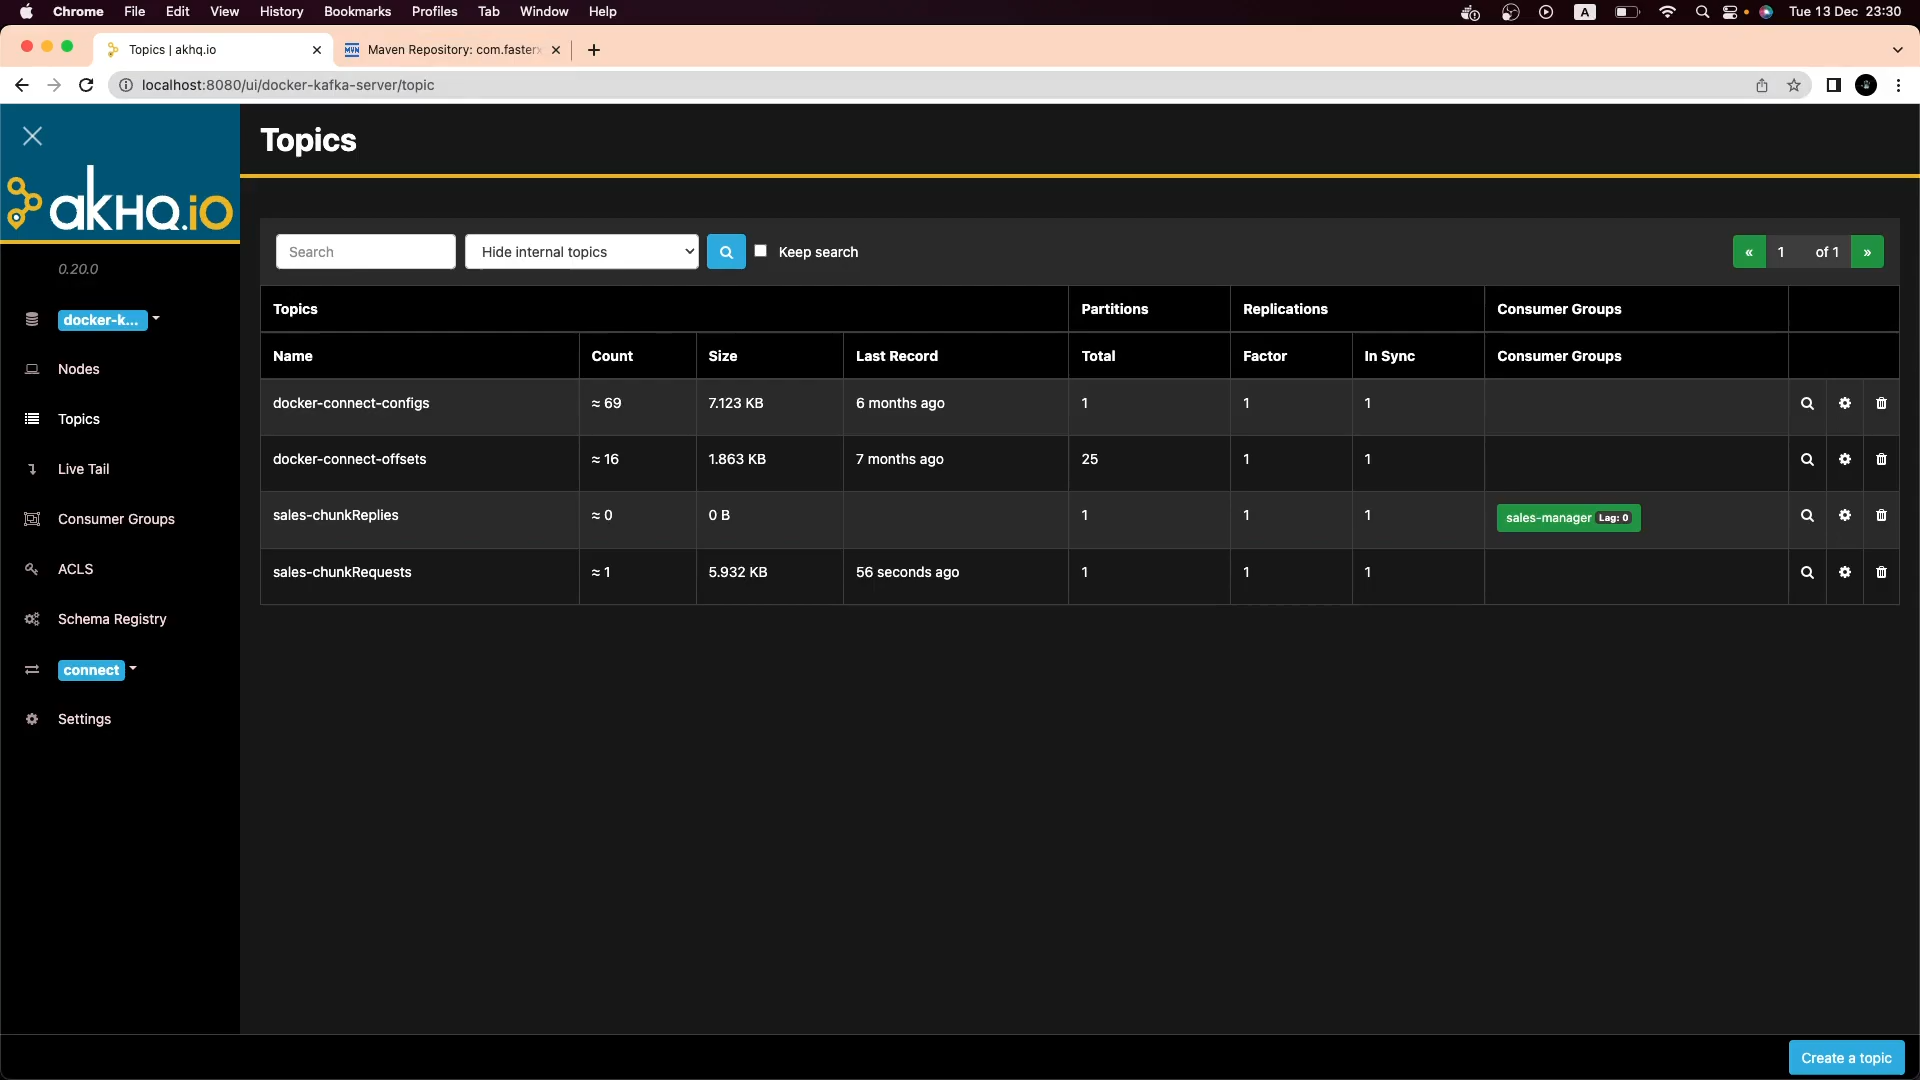 Chrome File Edit View History Bookmarks Profiles Tab Window Help A Tue 13 Dec 23:30
Topics | akhq.io Maven Repository: com.faster
localhost:8080/ui/docker-kafka-server/topic
akHQ.io
0.20.0
docker-k...
Nodes
Topics
Live Tail
Consumer Groups
ACLS
Schema Registry
connect
Settings
Topics
Search Hide internal topics Keep search « 1 of 1 »
Topics Partitions Replications Consumer Groups
Name Count Size Last Record Total Factor In Sync Consumer Groups
docker-connect-configs ≈ 69 7.123 KB 6 months ago 1 1 1
docker-connect-offsets ≈ 16 1.863 KB 7 months ago 25 1 1
sales-chunkReplies ≈ 0 0 B 1 1 1 sales-manager Lag: 0
sales-chunkRequests ≈ 1 5.932 KB 56 seconds ago 1 1 1
Create a topic